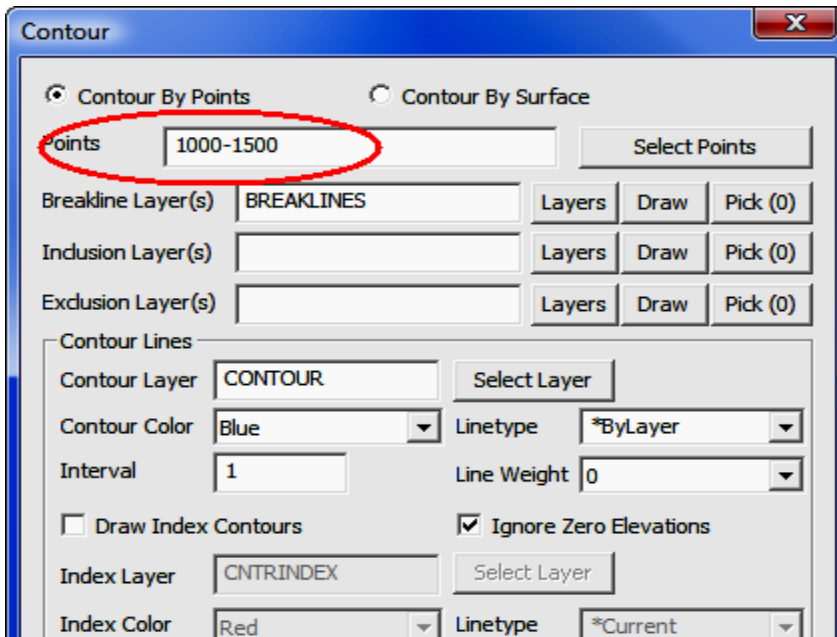 Contour
Contour By Points Contour By Surface
Points 1000-1500 Select Points
Breakline Layer(s) BREAKLINES Layers Draw Pick (0)
Inclusion Layer(s) Layers Draw Pick (0)
Exclusion Layer(s) Layers Draw Pick (0)
Contour Lines
Contour Layer CONTOUR Select Layer
Contour Color Blue Linetype *ByLayer
Interval 1 Line Weight 0
Draw Index Contours Ignore Zero Elevations
Index Layer CNTRINDEX Select Layer
Index Color Red Linetype *Current